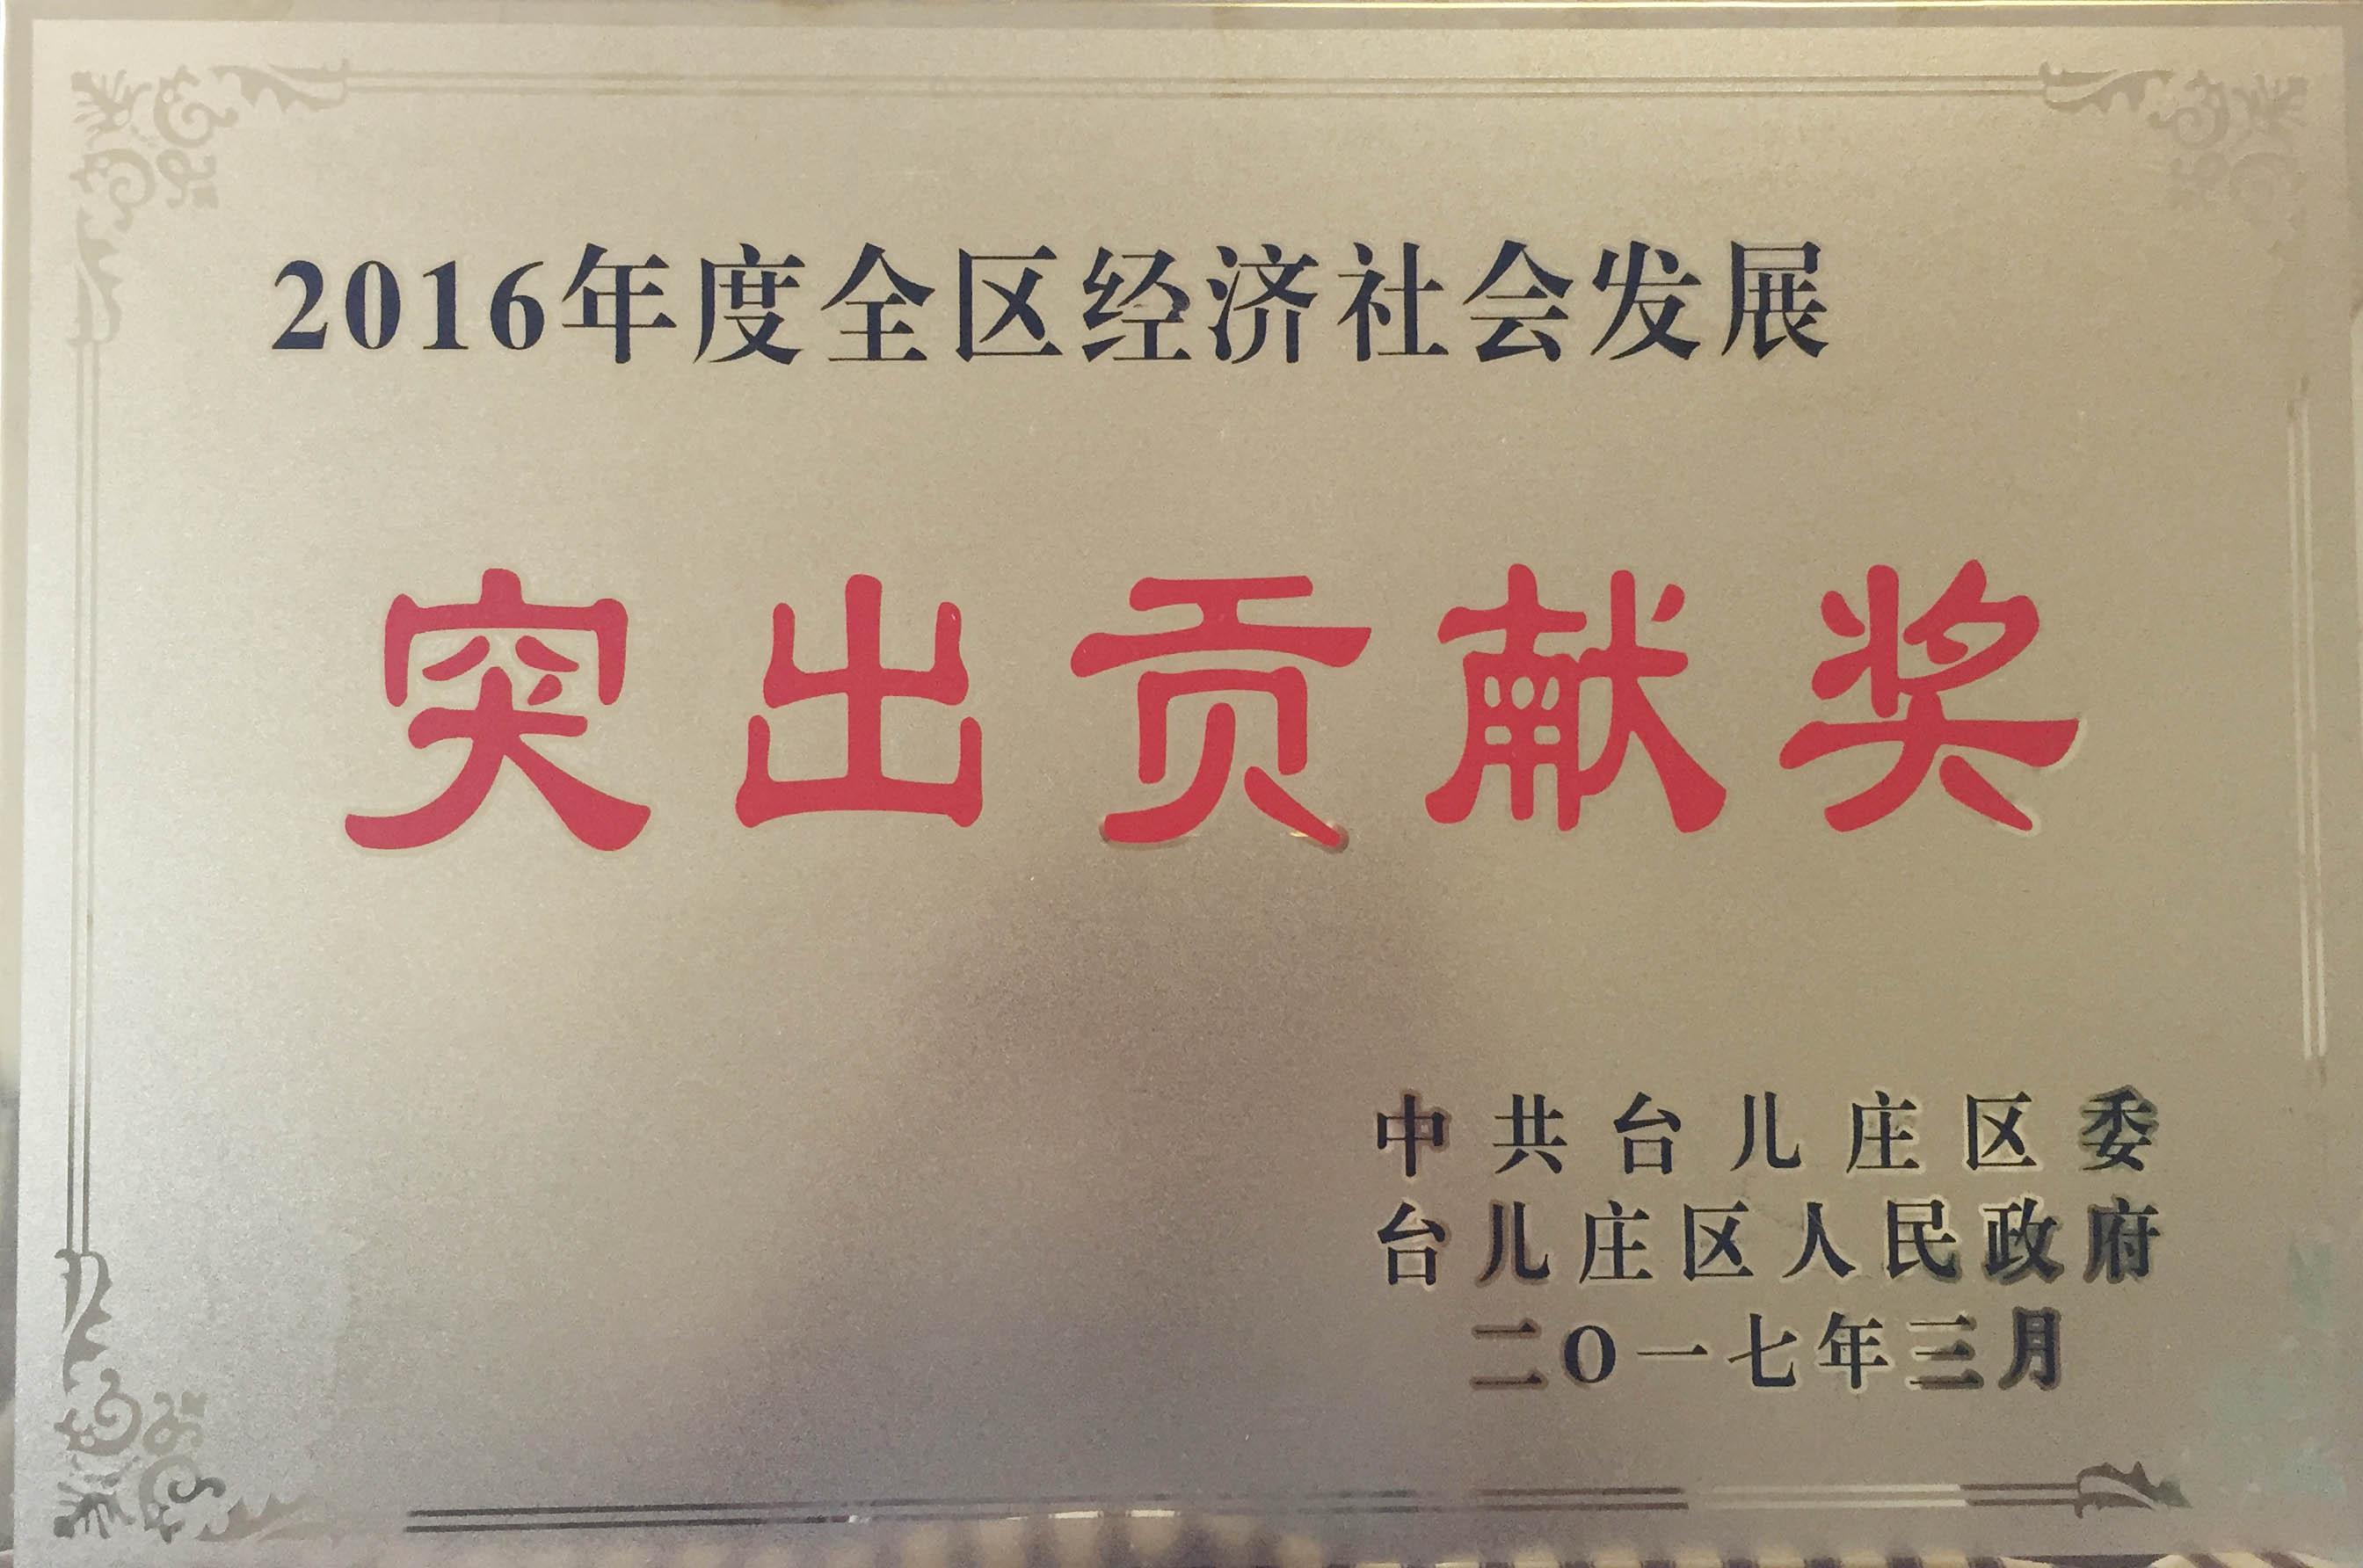 2016年度全区经济社会发展
突出贡献奖
中共台儿庄区委
台儿庄区人民政府
二O一七年三月